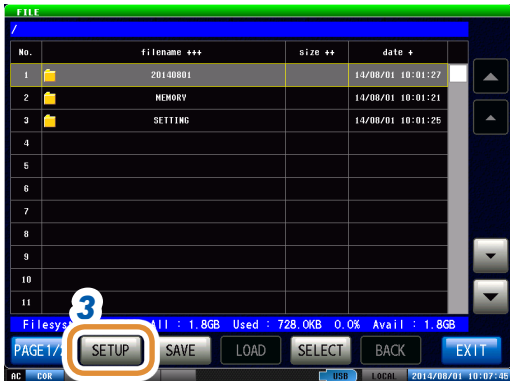 FILE
/
No. filename +++ size ++ date +
1 20140801 14/08/01 10:01:27
2 MEMORY 14/08/01 10:01:21
3 SETTING 14/08/01 10:01:25
4
5
6
7
8
9
10
11
3
All : 1.8GB Used : 728.0KB 0.0% Avail : 1.8GB
SETUP SAVE LOAD SELECT BACK EXIT
AC COR USB LOCAL 2014/08/01 10:07:46